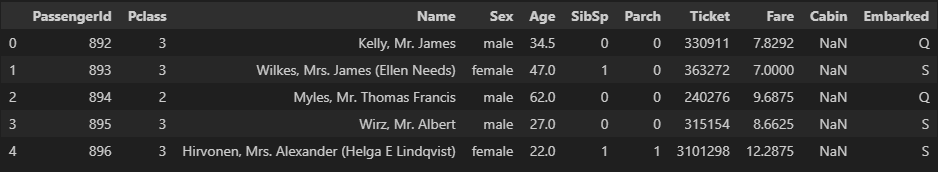 PassengerId Pclass Name Sex Age SibSp Parch Ticket Fare Cabin Embarked
0 892 3 Kelly, Mr. James male 34.5 0 0 330911 7.8292 NaN Q
1 893 3 Wilkes, Mrs. James (Ellen Needs) female 47.0 1 0 363272 7.0000 NaN S
2 894 2 Myles, Mr. Thomas Francis male 62.0 0 0 240276 9.6875 NaN Q
3 895 3 Wirz, Mr. Albert male 27.0 0 0 315154 8.6625 NaN S
4 896 3 Hirvonen, Mrs. Alexander (Helga E Lindqvist) female 22.0 1 1 3101298 12.2875 NaN S